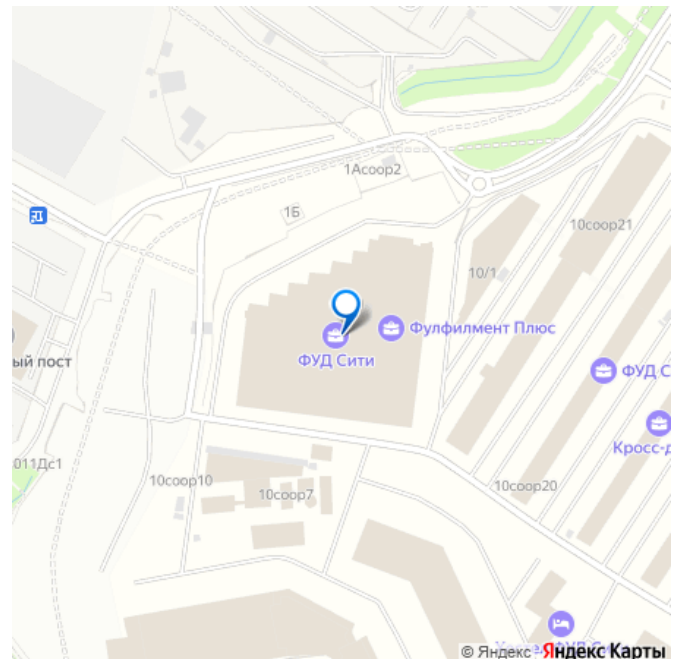 1Асоор2
1Б
10соор21
10/1
Фулфилмент Плюс
ФУД Сити
ый пост
ФУД С
Кросс-д
011Дс1
10соор10
10соор7
10соор20
© Яндекс Яндекс Карты